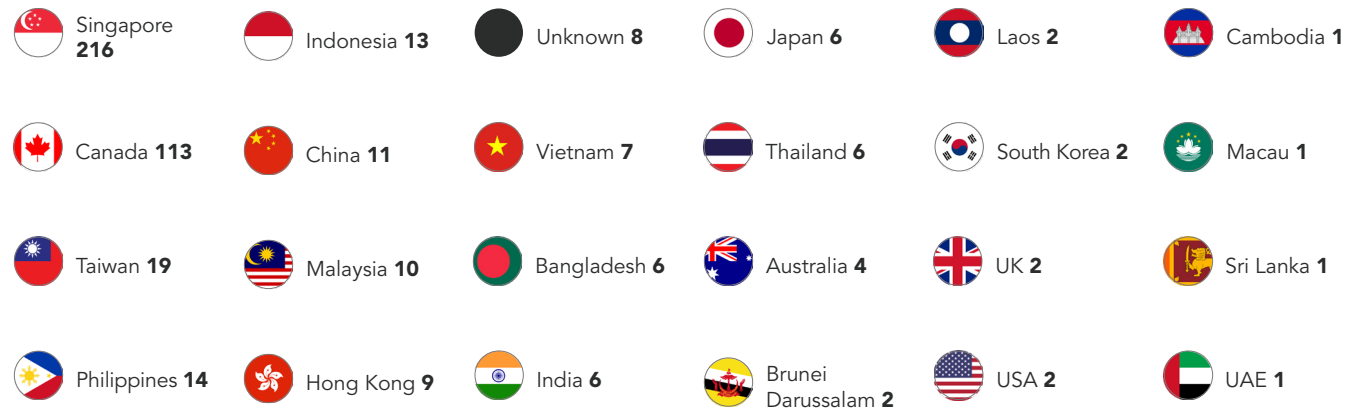 Singapore
216
Indonesia 13
Unknown 8
Japan 6
Laos 2
Cambodia 1
Canada 113
China 11
Vietnam 7
Thailand 6
South Korea 2
Macau 1
Taiwan 19
Malaysia 10
Bangladesh 6
Australia 4
UK 2
Sri Lanka 1
Philippines 14
Hong Kong 9
India 6
Brunei
Darussalam 2
USA 2
UAE 1